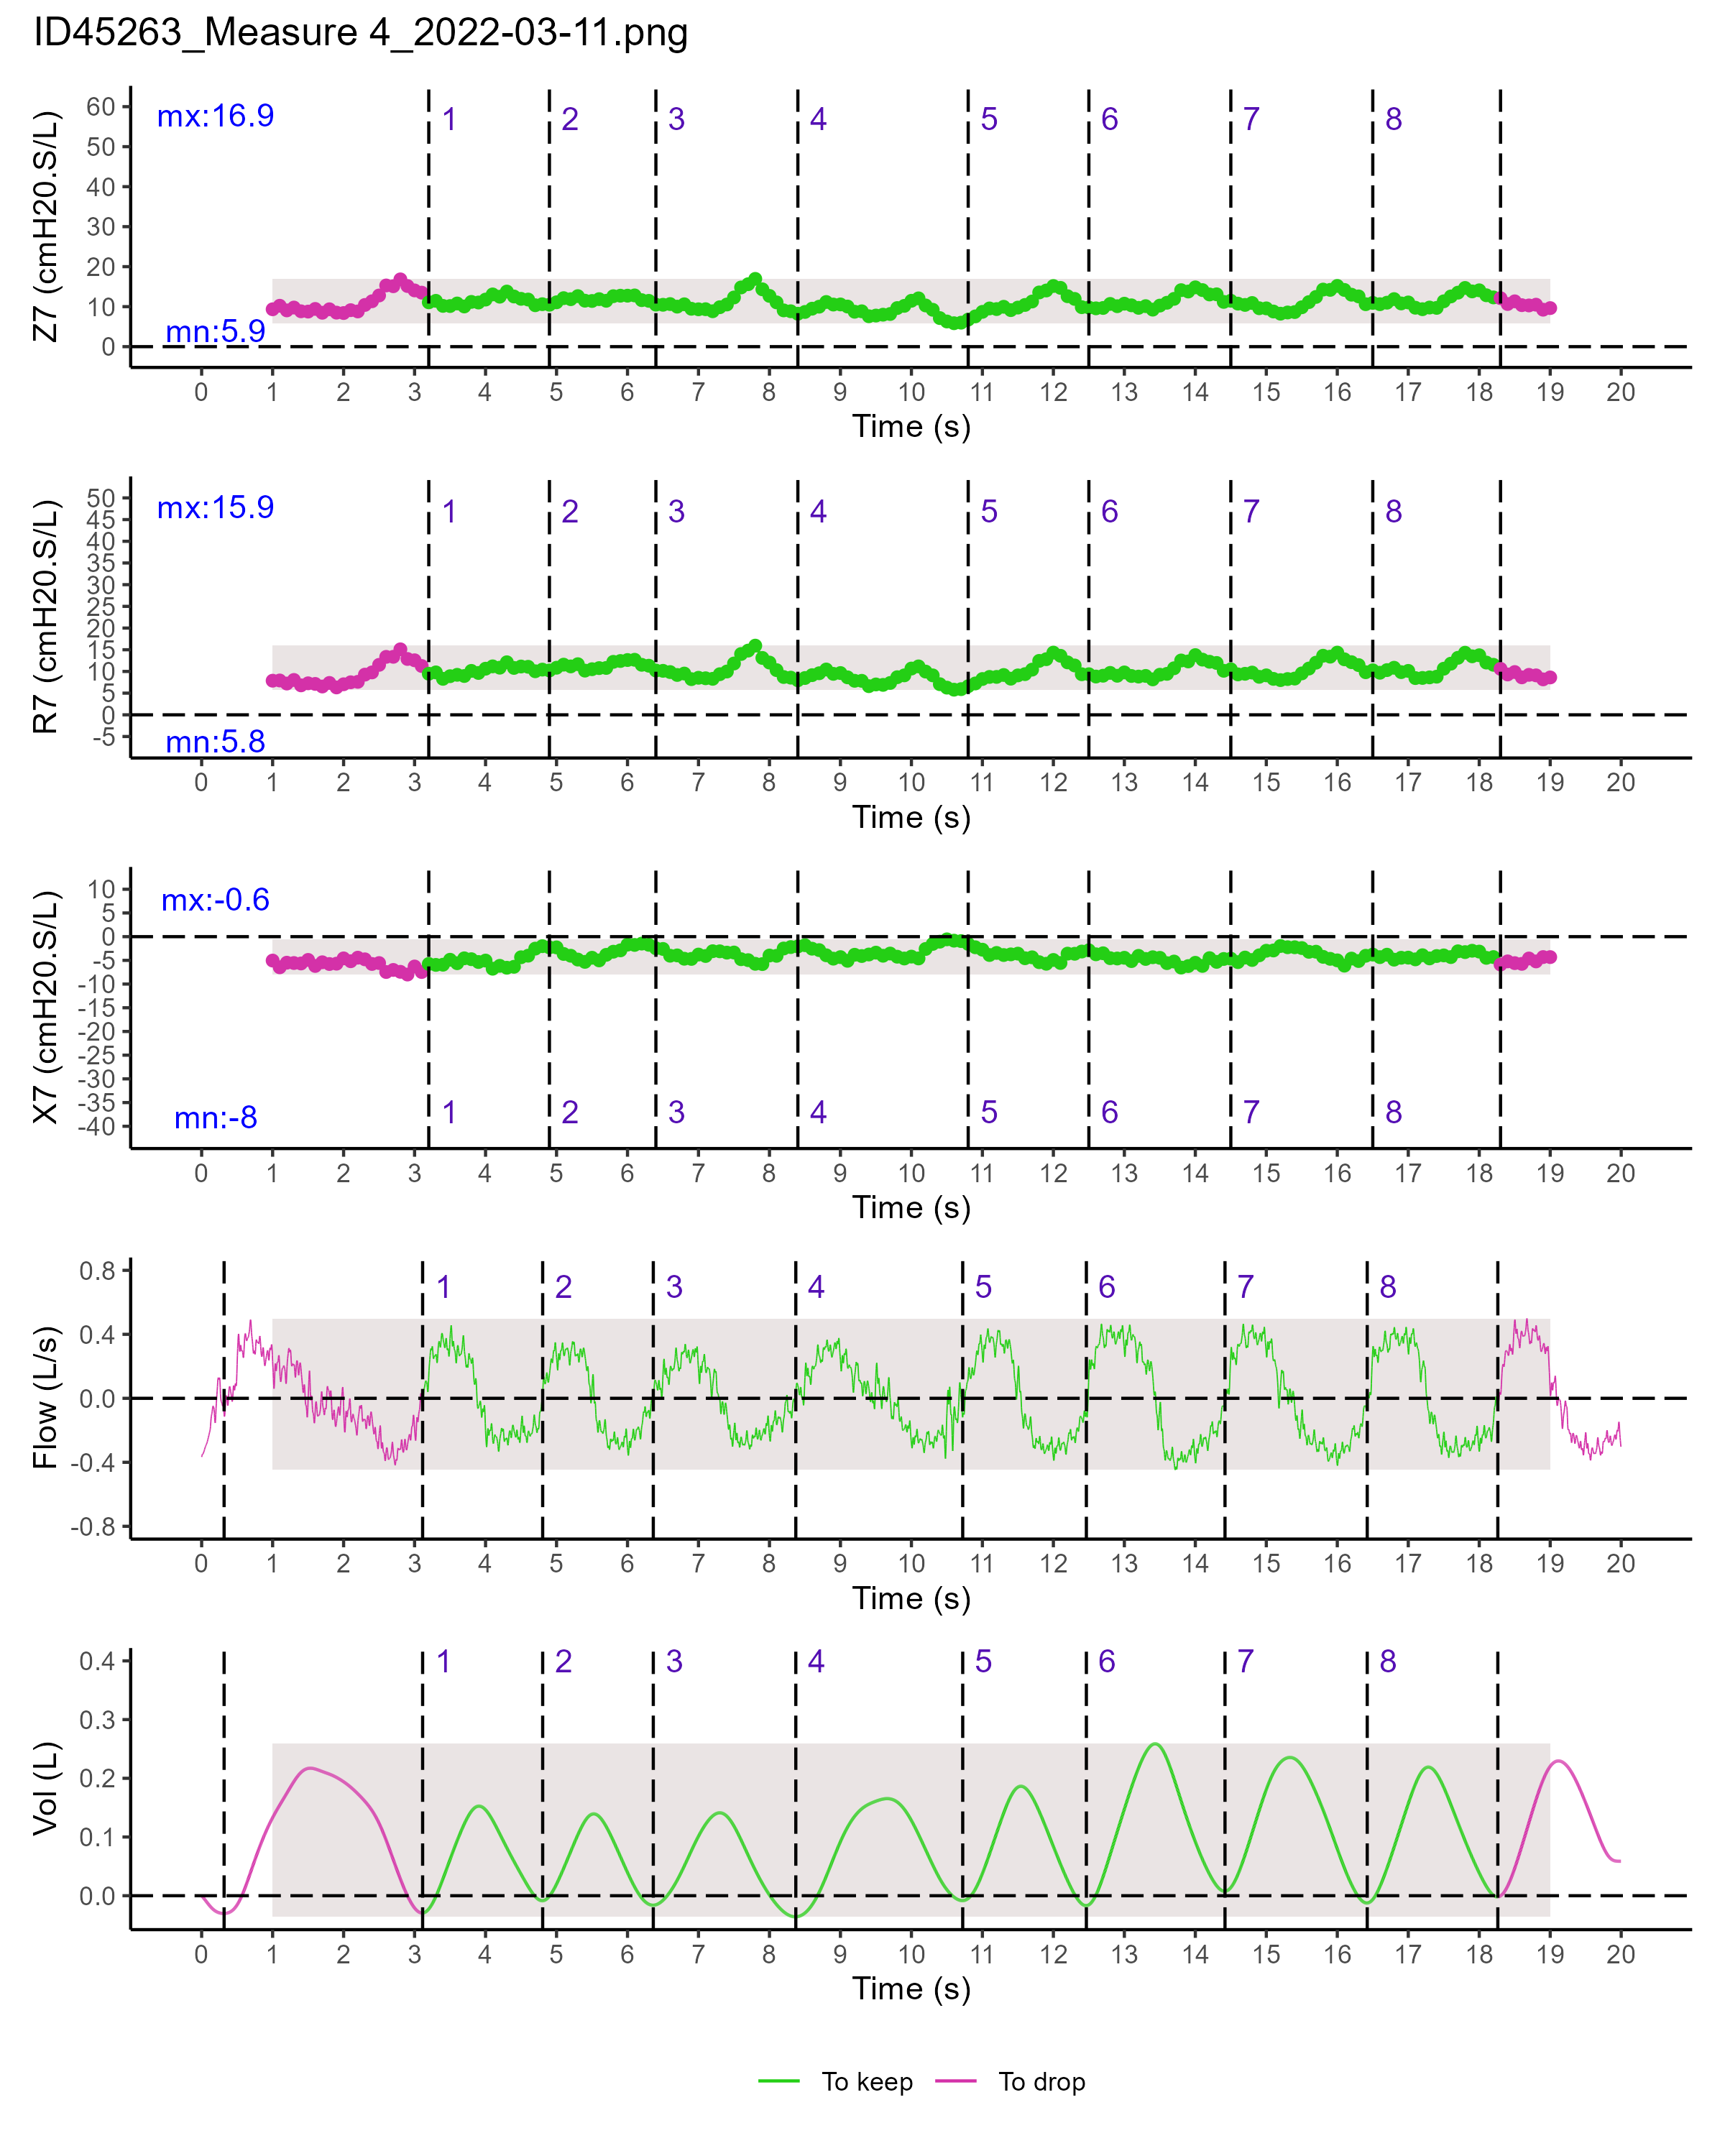 ID45263_Measure 4_2022-03-11.png
Z7 (cmH20.S/L)
60
50
40
30
20
10
0
mx:16.9
mn:5.9
1 2 3 4 5 6 7 8
0 1 2 3 4 5 6 7 8 9 10 11 12 13 14 15 16 17 18 19 20
Time (s)
R7 (cmH20.S/L)
50
45
40
35
30
25
20
15
10
5
0
-5
mx:15.9
mn:5.8
1 2 3 4 5 6 7 8
0 1 2 3 4 5 6 7 8 9 10 11 12 13 14 15 16 17 18 19 20
Time (s)
X7 (cmH20.S/L)
10
5
0
-5
-10
-15
-20
-25
-30
-35
-40
mx:-0.6
mn:-8
1 2 3 4 5 6 7 8
0 1 2 3 4 5 6 7 8 9 10 11 12 13 14 15 16 17 18 19 20
Time (s)
Flow (L/s)
0.8
0.4
0.0
-0.4
-0.8
1 2 3 4 5 6 7 8
0 1 2 3 4 5 6 7 8 9 10 11 12 13 14 15 16 17 18 19 20
Time (s)
Vol (L)
0.4
0.3
0.2
0.1
0.0
1 2 3 4 5 6 7 8
0 1 2 3 4 5 6 7 8 9 10 11 12 13 14 15 16 17 18 19 20
Time (s)
To keep To drop